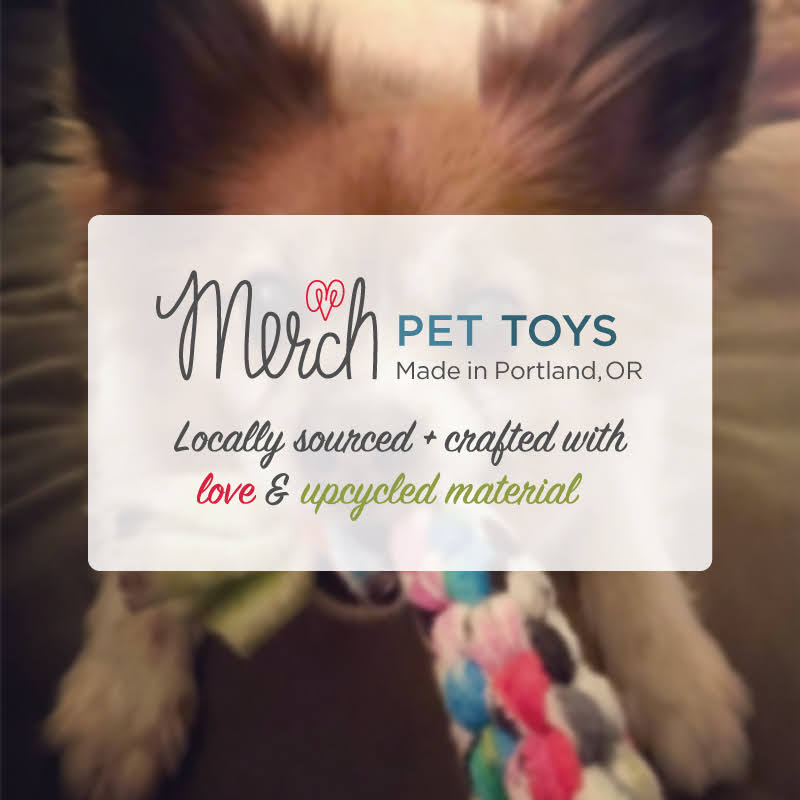 Merch PET TOYS
Made in Portland, OR
Locally sourced + crafted with
love & upcycled material